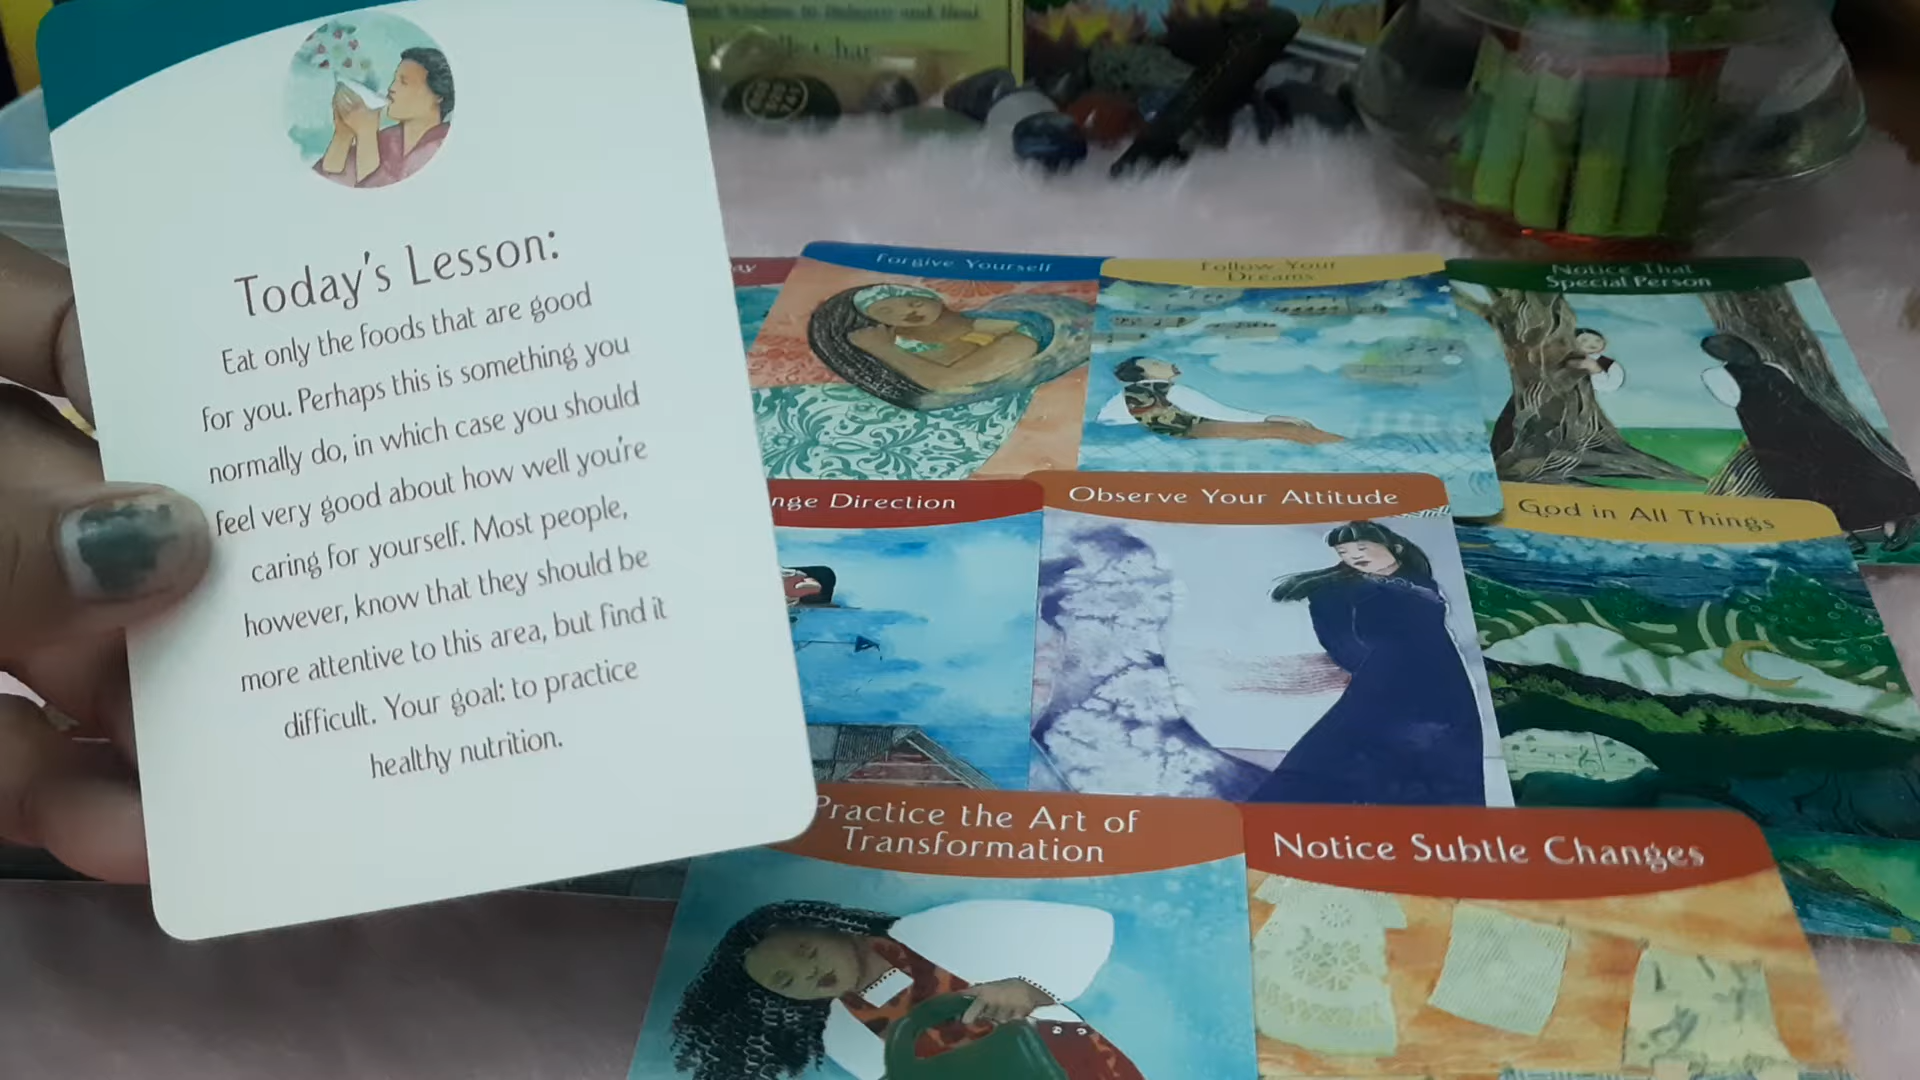 Today's Lesson:
Eat only the foods that are good
for you. Perhaps this is something you
normally do, in which case you should
feel very good about how well you're
caring for yourself. Most people,
however, know that they should be
more attentive to this area, but find it
difficult. Your goal: to practice
healthy nutrition.
and Heal
ay
Forgive Yourself
Follow Your
Dreams
Notice That
Special Person
nge Direction
Observe Your Attitude
God in All Things
Practice the Art of
Transformation
Notice Subtle Changes